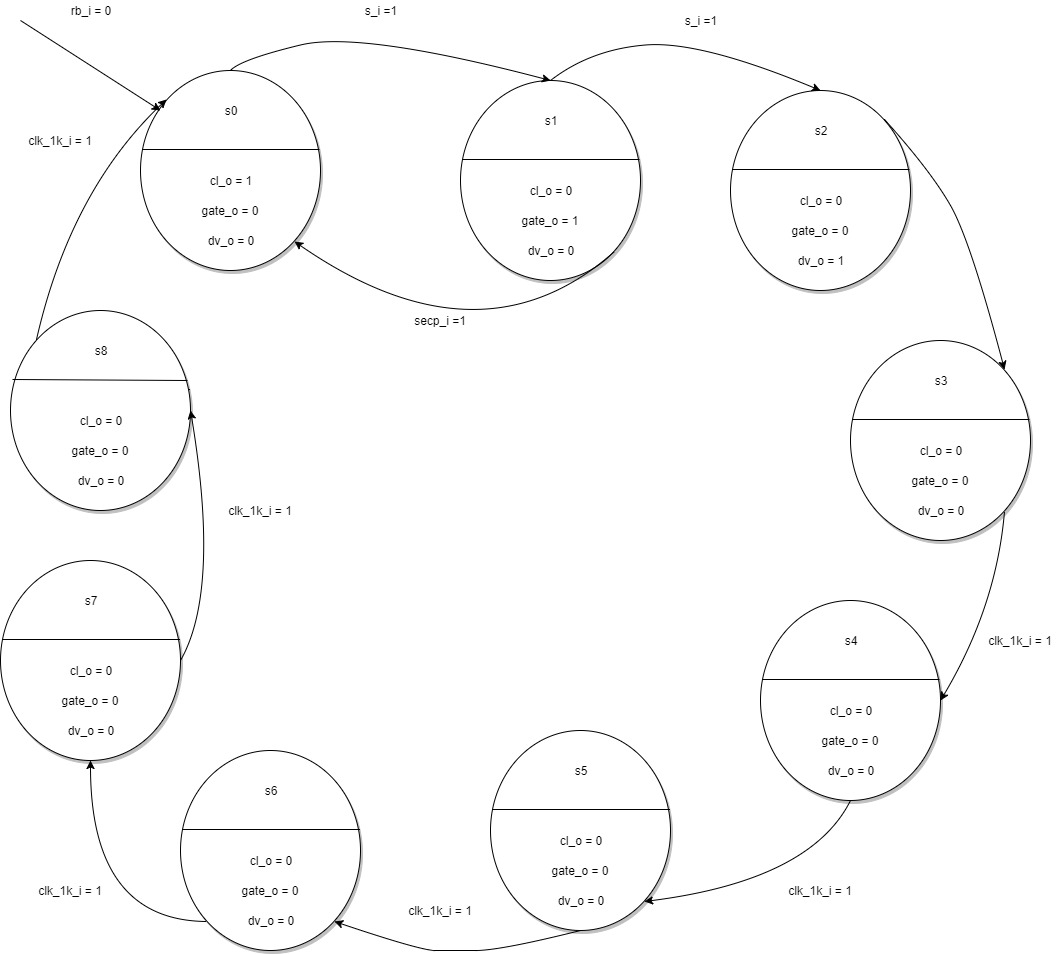 rb_i = 0
s_i =1
s_i =1
clk_1k_i = 1
s0
cl_o = 1
gate_o = 0
dv_o = 0
s1
cl_o = 0
gate_o = 1
dv_o = 0
s2
cl_o = 0
gate_o = 0
dv_o = 1
secp_i =1
s8
cl_o = 0
gate_o = 0
dv_o = 0
s3
cl_o = 0
gate_o = 0
dv_o = 0
clk_1k_i = 1
s7
cl_o = 0
gate_o = 0
dv_o = 0
s4
cl_o = 0
gate_o = 0
dv_o = 0
clk_1k_i = 1
s6
cl_o = 0
gate_o = 0
dv_o = 0
s5
cl_o = 0
gate_o = 0
dv_o = 0
clk_1k_i = 1
clk_1k_i = 1
clk_1k_i = 1